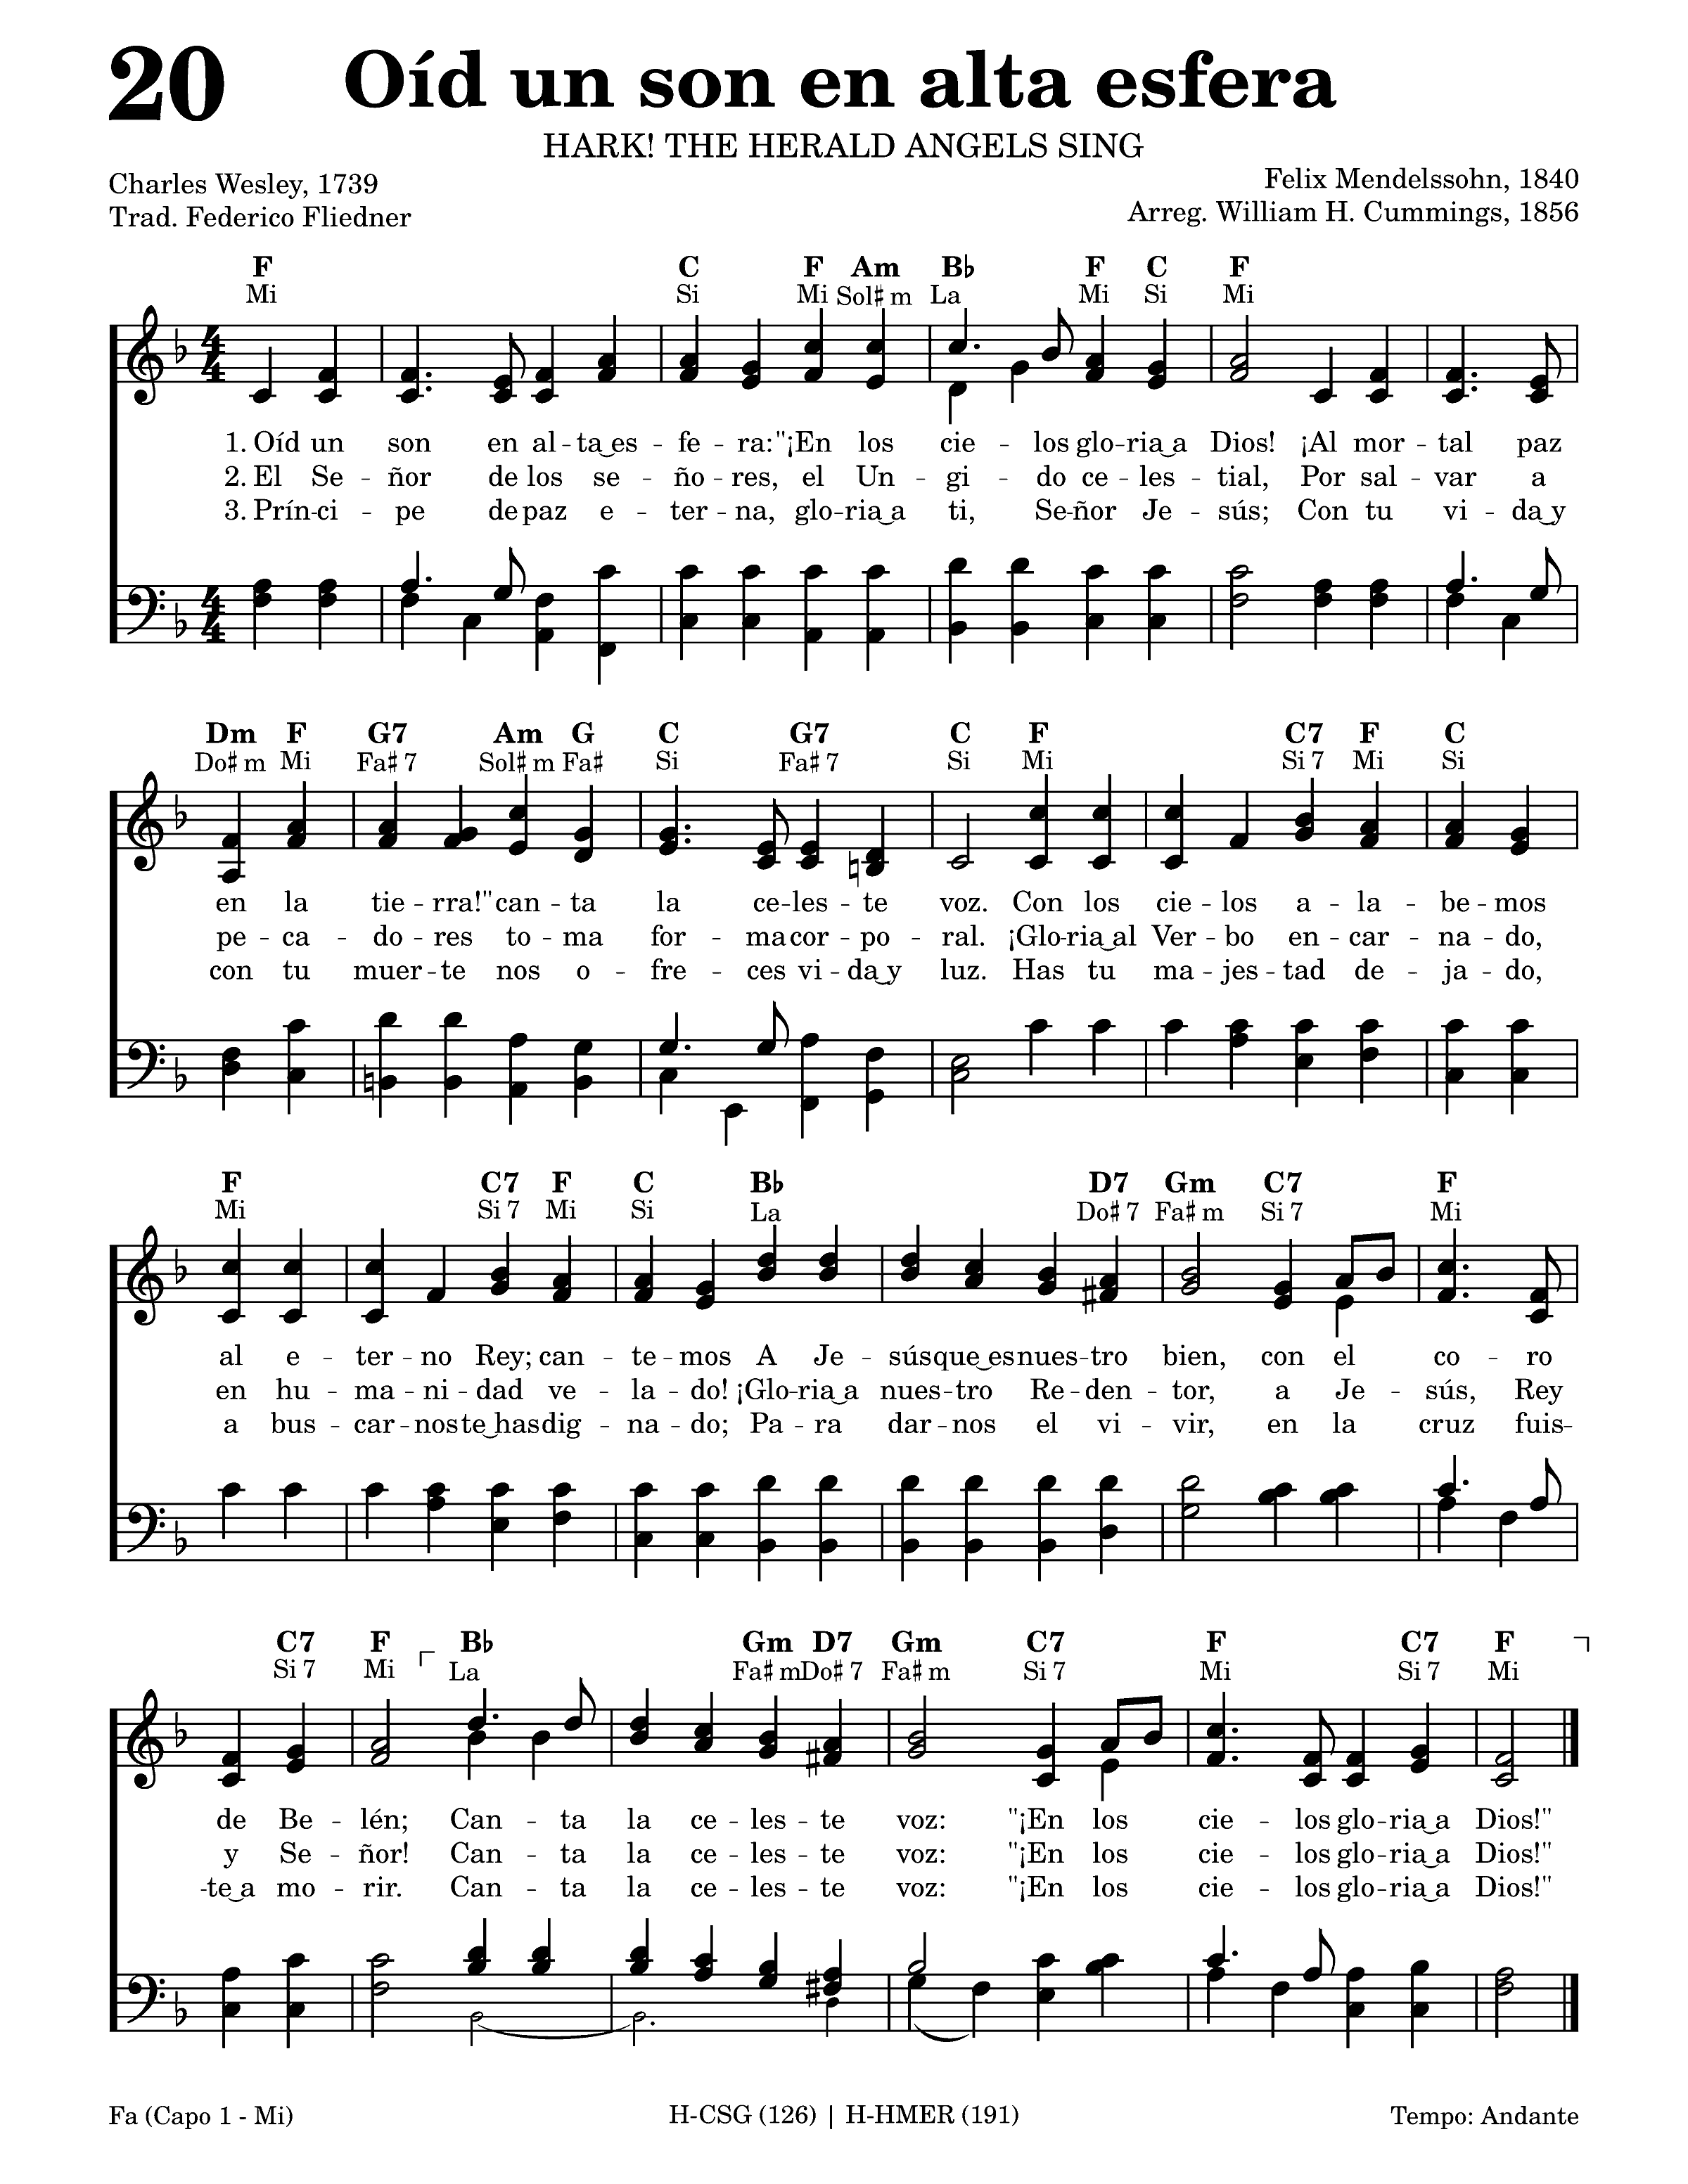 20 Oíd un son en alta esfera
HARK! THE HERALD ANGELS SING
Charles Wesley, 1739
Trad. Federico Fliedner
Felix Mendelssohn, 1840
Arreg. William H. Cummings, 1856
F C F Am B♭ F C F
Mi Si Mi Sol♯ m La Mi Si Mi
4 4
1. Oíd un son en al -- ta es -- fe -- ra: "¡En los cie -- los glo -- ria a Dios! ¡Al mor -- tal paz
2. El Se -- ñor de los se -- ño -- res, el Un -- gi -- do ce -- les -- tial, Por sal -- var a
3. Prín -- ci -- pe de paz e -- ter -- na, glo -- ria a ti, Se -- ñor Je -- sús; Con tu vi -- da y
4 4
Dm F G7 Am G C G7 C F C7 F C
Do♯ m Mi Fa♯ 7 Sol♯ m Fa♯ Si Fa♯ 7 Si Mi Si 7 Mi Si
en la tie -- rra!" can -- ta la ce -- les -- te voz. Con los cie -- los a -- la -- be -- mos
pe -- ca -- do -- res to -- ma for -- ma cor -- po -- ral. ¡Glo -- ria al Ver -- bo en -- car -- na -- do,
con tu muer -- te nos o -- fre -- ces vi -- da y luz. Has tu ma -- jes -- tad de -- ja -- do,
F C7 F C B♭ D7 Gm C7 F
Mi Si 7 Mi Si La Do♯ 7 Fa♯ m Si 7 Mi
al e -- ter -- no Rey; can -- te -- mos A Je -- sús que es nues -- tro bien, con el co -- ro
en hu -- ma -- ni -- dad ve -- la -- do! ¡Glo -- ria a nues -- tro Re -- den -- tor, a Je -- sús, Rey
a bus -- car -- nos te has dig -- na -- do; Pa -- ra dar -- nos el vi -- vir, en la cruz fuis --
C7 F B♭ Gm D7 Gm C7 F C7 F
Si 7 Mi La Fa♯ m Do♯ 7 Fa♯ m Si 7 Mi Si 7 Mi
de Be -- lén; Can -- ta la ce -- les -- te voz: "¡En los cie -- los glo -- ria a Dios!"
y Se -- ñor! Can -- ta la ce -- les -- te voz: "¡En los cie -- los glo -- ria a Dios!"
-- te a mo -- rir. Can -- ta la ce -- les -- te voz: "¡En los cie -- los glo -- ria a Dios!"
Fa (Capo 1 - Mi) H-CSG (126) | H-HMER (191) Tempo: Andante